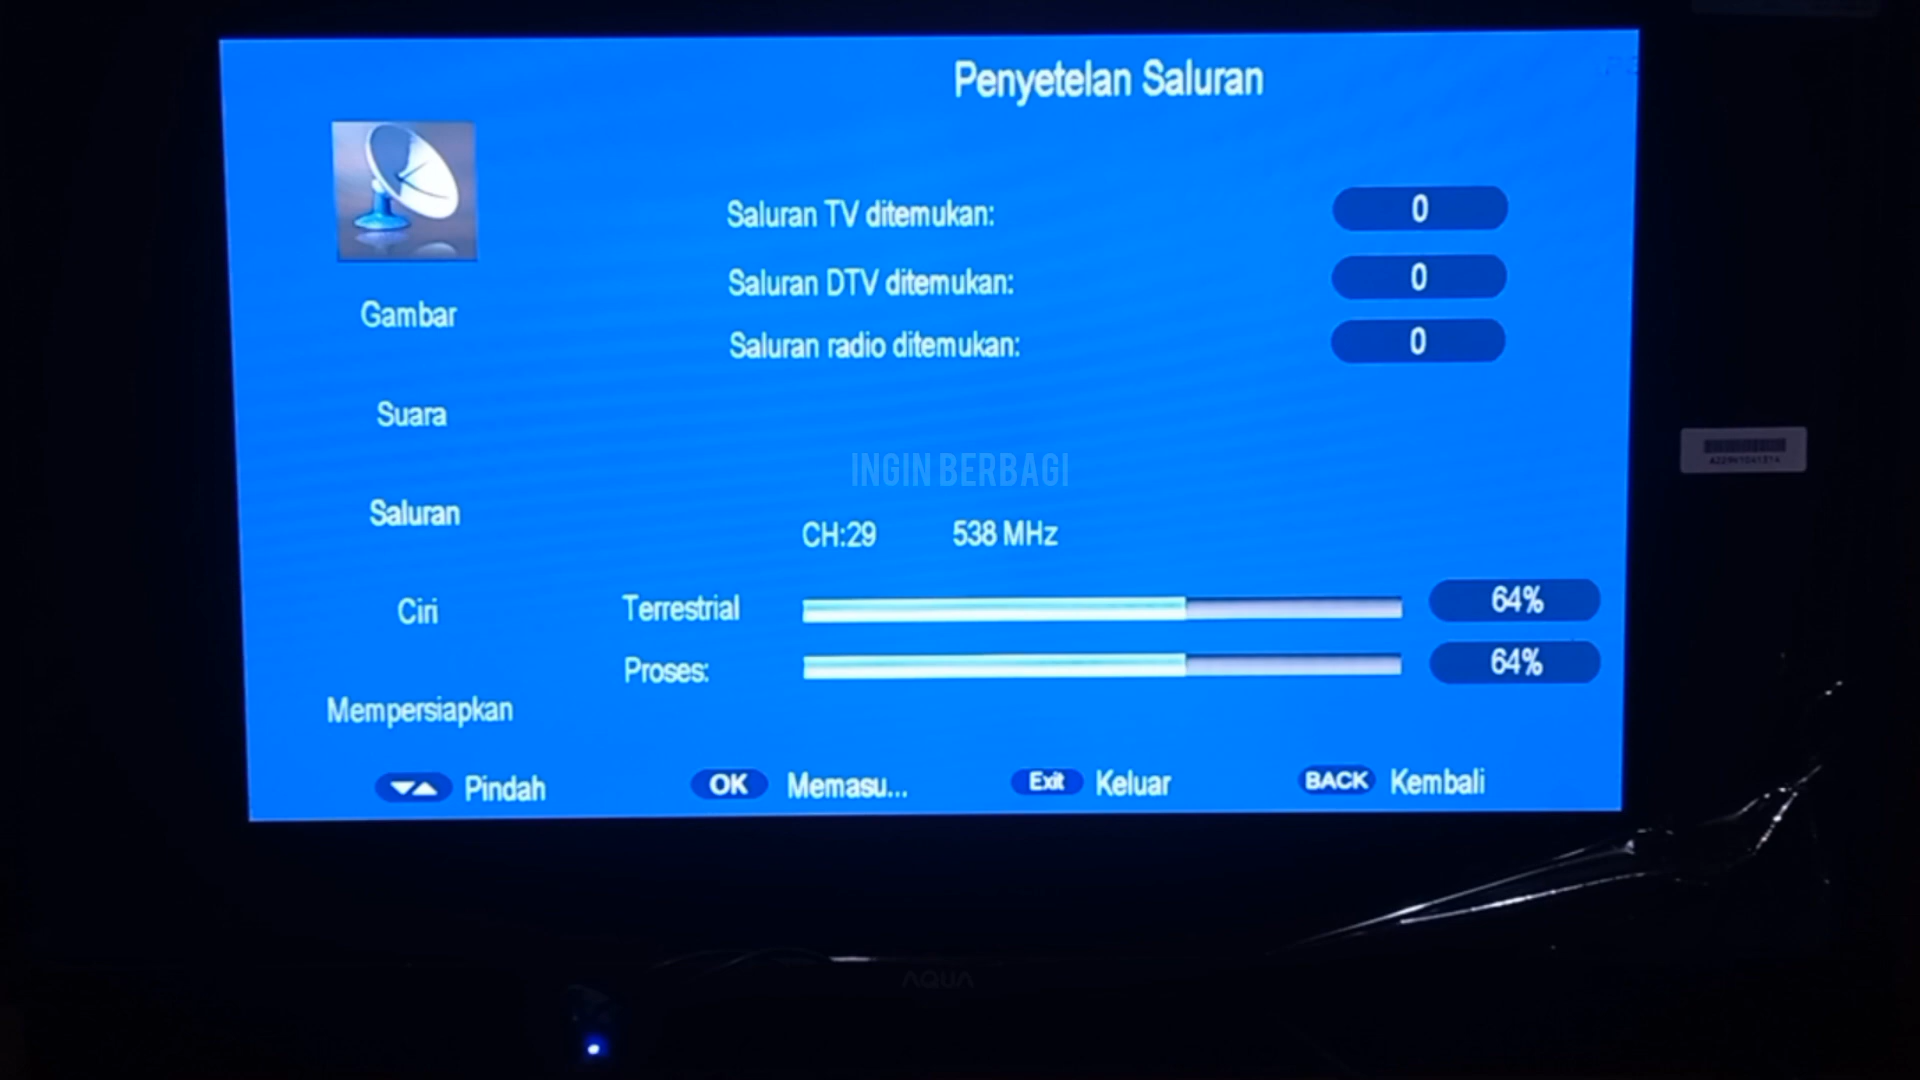 Penyetelan Saluran
Saluran TV ditemukan: 0
Saluran DTV ditemukan: 0
Saluran radio ditemukan: 0
Gambar
Suara
Saluran
Ciri
Mempersiapkan
INGIN BERBAGI
CH:29 538 MHz
Terrestrial 64%
Proses: 64%
Pindah OK Memasu... Exit Keluar BACK Kembali
AQUA